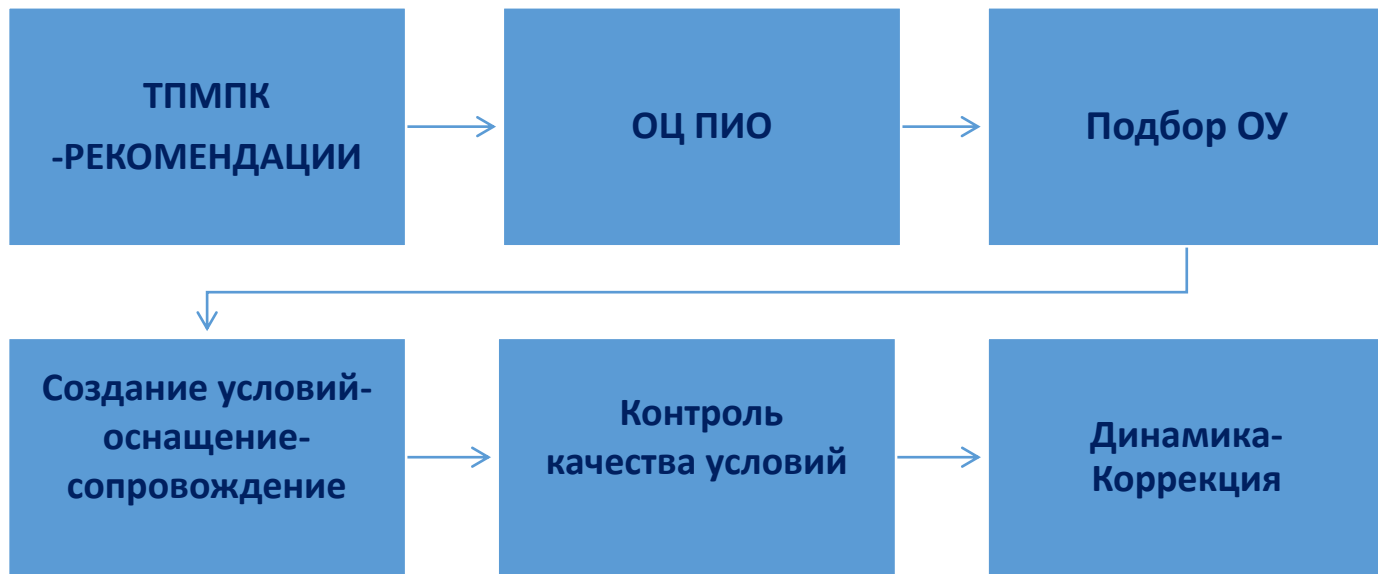 ТПМПК
-РЕКОМЕНДАЦИИ
ОЦ ПИО
Подбор ОУ
Создание условий-
оснащение-
сопровождение
Контроль
качества условий
Динамика-
Коррекция